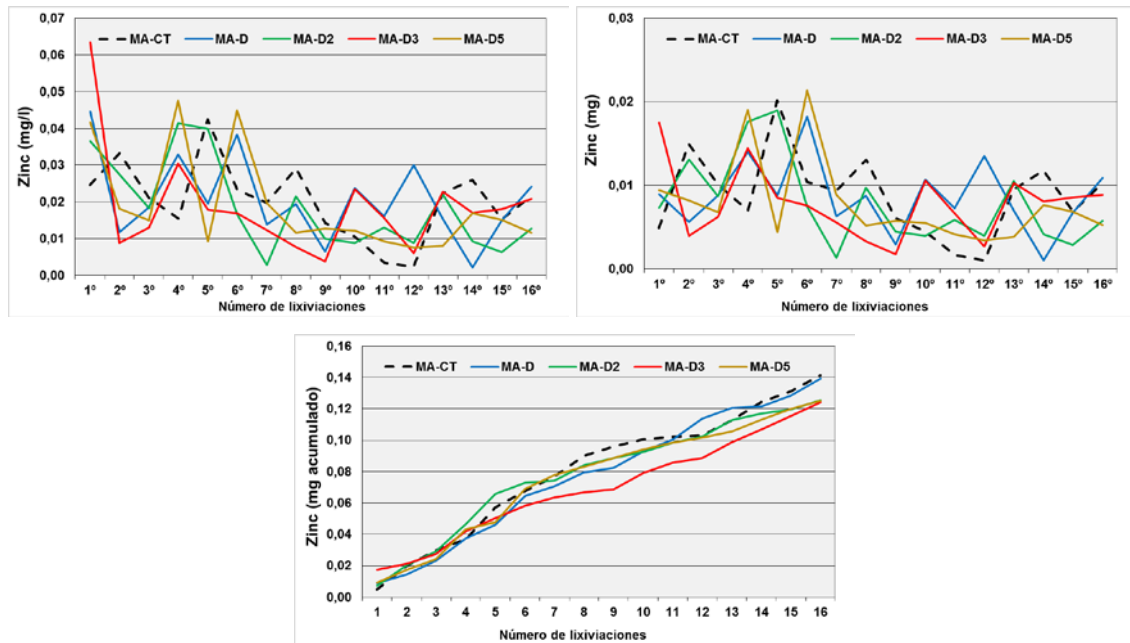 0,07
0,06
0,05
0,04
0,03
0,02
0,01
0,00
Zinc (mg/l)
MA-CT MA-D MA-D2 MA-D3 MA-D5
1º 2º 3º 4º 5º 6º 7º 8º 9º 10º 11º 12º 13º 14º 15º 16º
Número de lixiviaciones
0,03
0,02
0,01
0,00
Zinc (mg)
MA-CT MA-D MA-D2 MA-D3 MA-D5
1º 2º 3º 4º 5º 6º 7º 8º 9º 10º 11º 12º 13º 14º 15º 16º
Número de lixiviaciones
0,16
0,14
0,12
0,10
0,08
0,06
0,04
0,02
0,00
Zinc (mg acumulado)
MA-CT MA-D MA-D2 MA-D3 MA-D5
1 2 3 4 5 6 7 8 9 10 11 12 13 14 15 16
Número de lixiviaciones